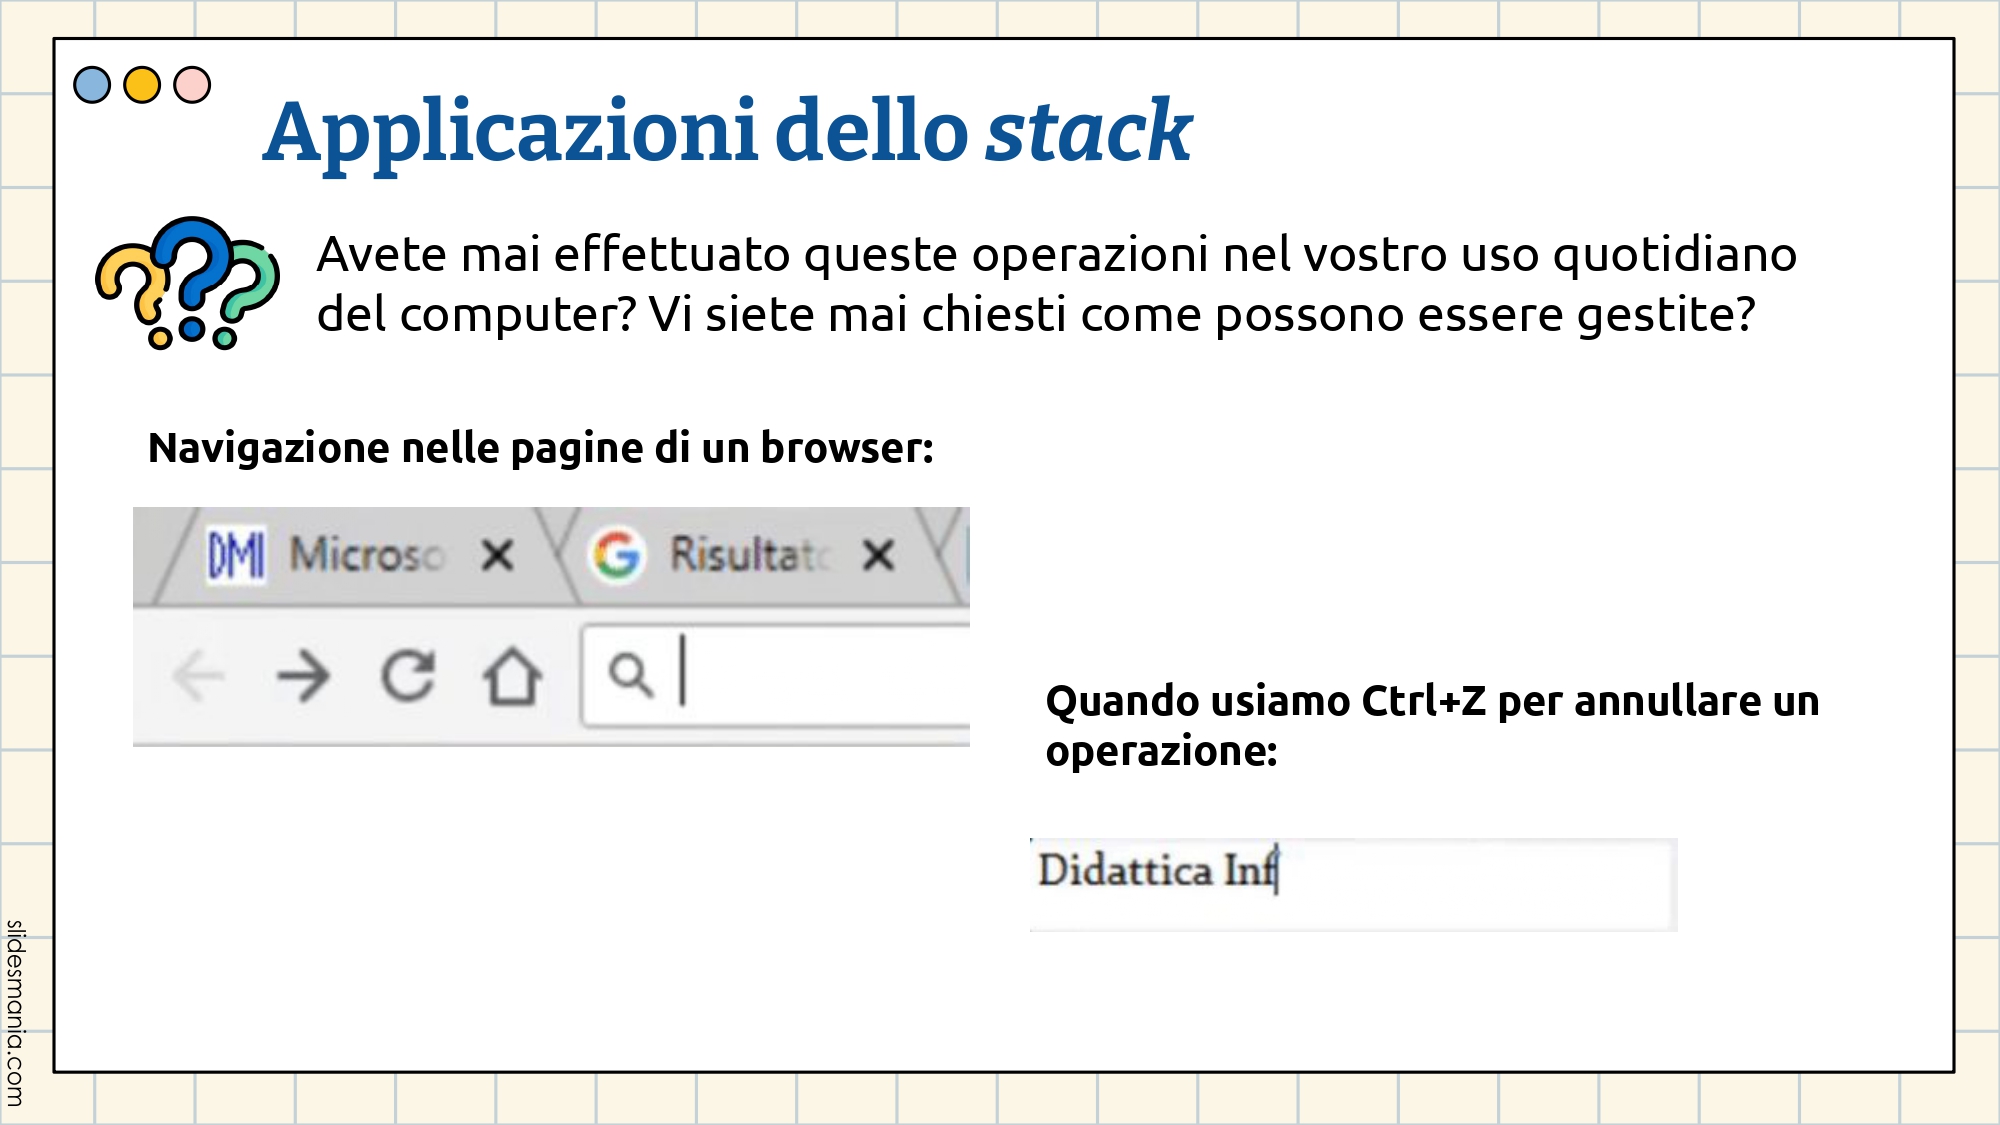 Applicazioni dello stack
Avete mai effettuato queste operazioni nel vostro uso quotidiano
del computer? Vi siete mai chiesti come possono essere gestite?
Navigazione nelle pagine di un browser:
DMI Microso Risultato
Quando usiamo Ctrl+Z per annullare un
operazione:
Didattica Inf
slidesmania.com